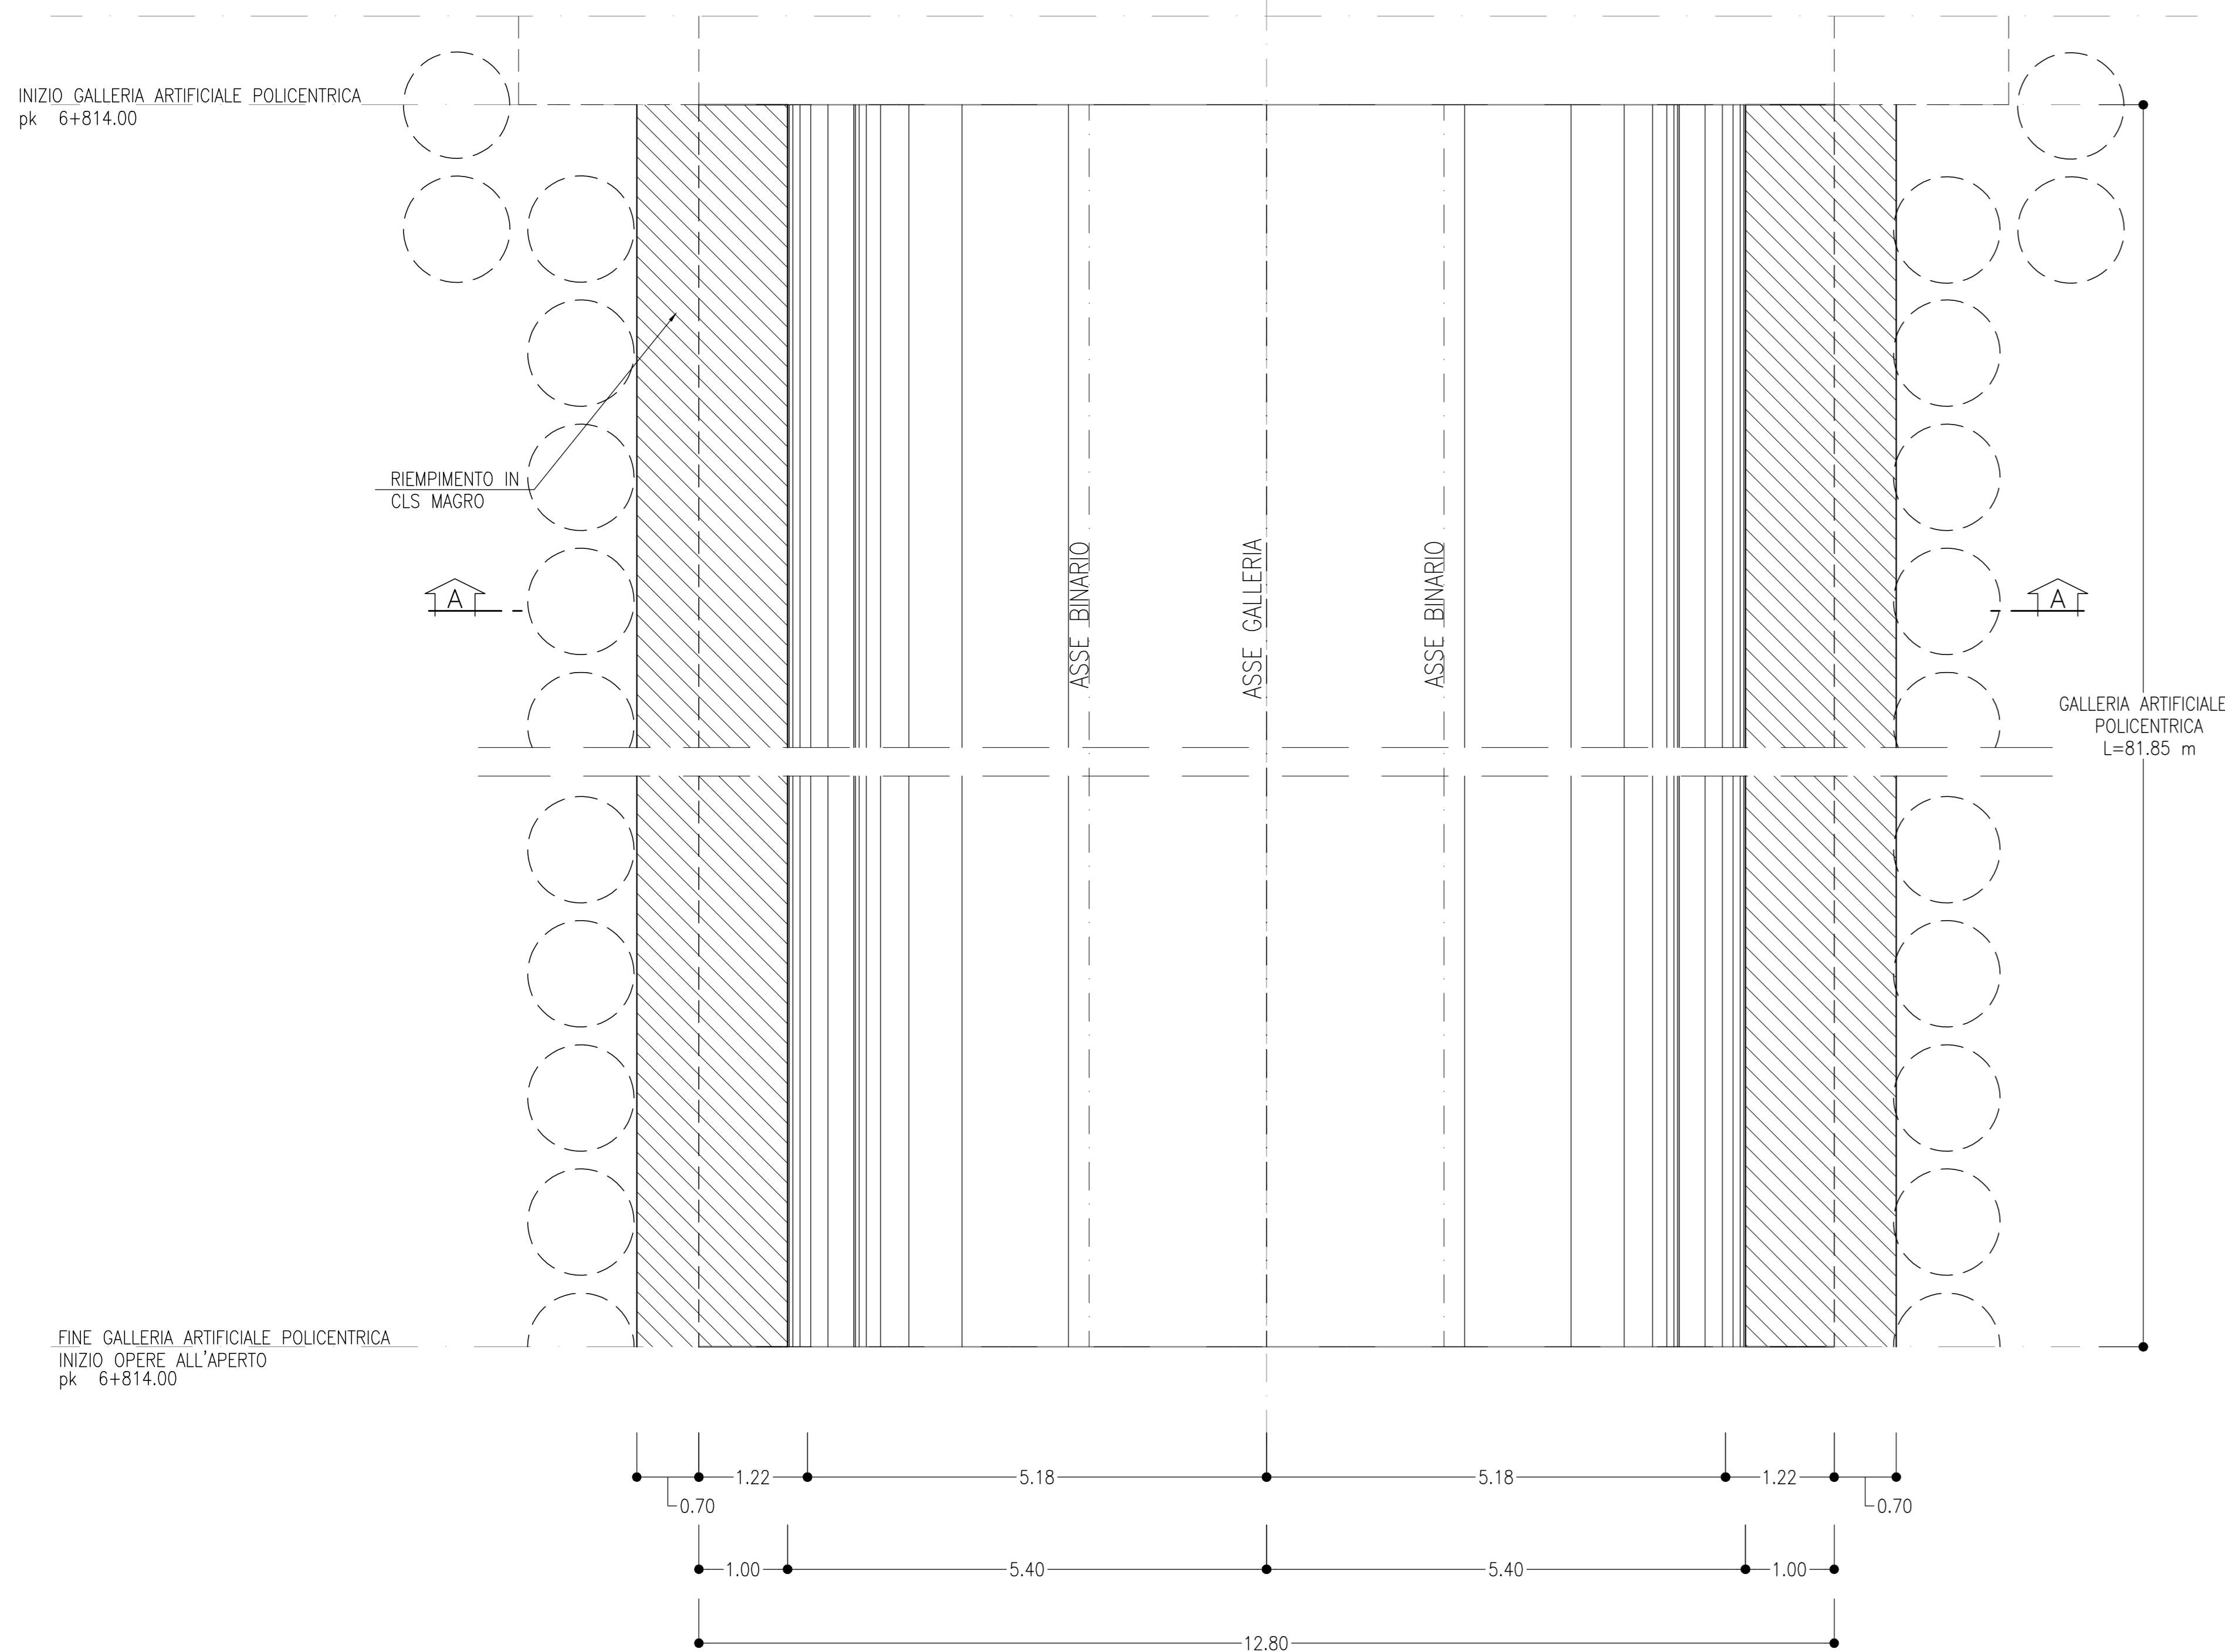 INIZIO GALLERIA ARTIFICIALE POLICENTRICA
pk 6+814.00
RIEMPIMENTO IN
CLS MAGRO
A
A
ASSE BINARIO
ASSE GALLERIA
ASSE BINARIO
GALLERIA ARTIFICIALE
POLICENTRICA
L=81.85 m
FINE GALLERIA ARTIFICIALE POLICENTRICA
INIZIO OPERE ALL'APERTO
pk 6+814.00
1.22
5.18
5.18
1.22
0.70
0.70
1.00
5.40
5.40
1.00
12.80